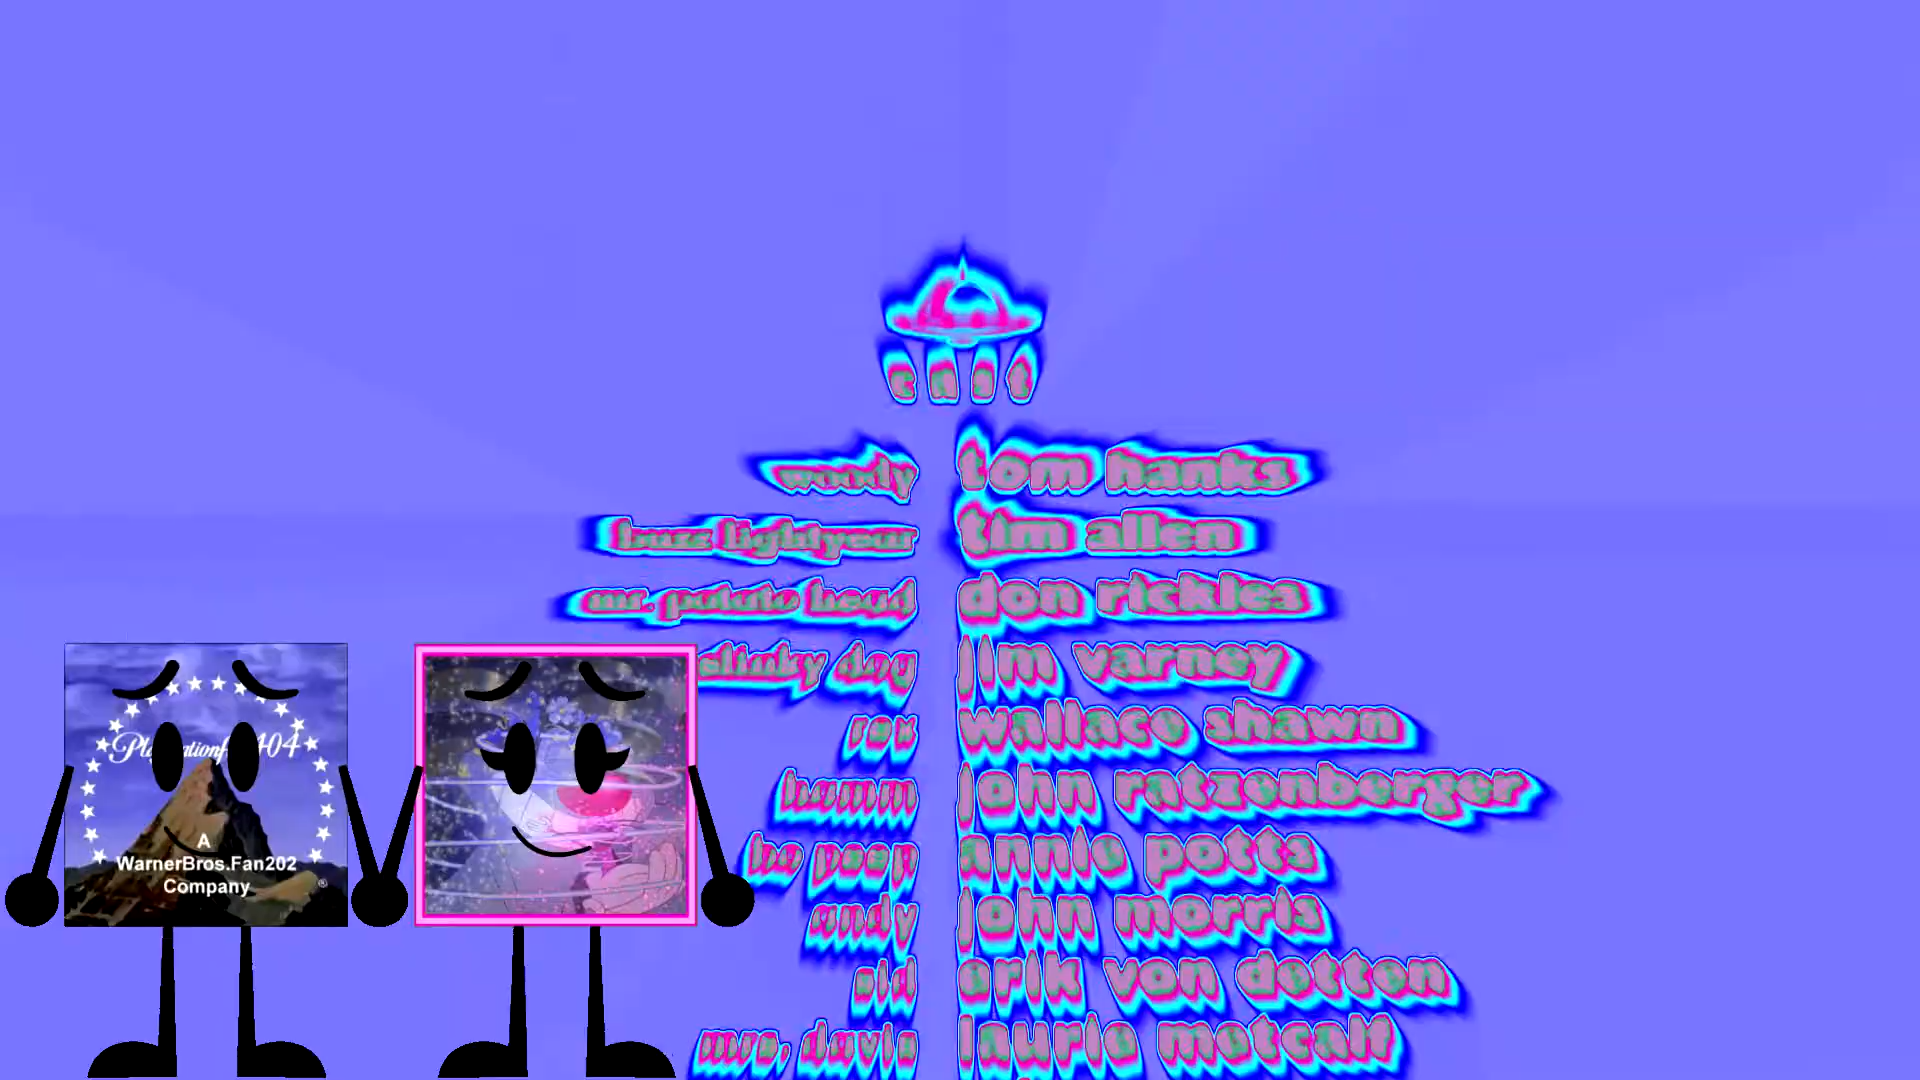 cast
woody tom hanks
buzz lightyear tim allen
mr. potato head don rickles
slinky dog jim varney
rex wallace shawn
hamm john ratzenberger
bo peep annie potts
andy john morris
sid erik von detten
mrs. davis laurie metcalf
404
A
WarnerBros.Fan202
Company
®